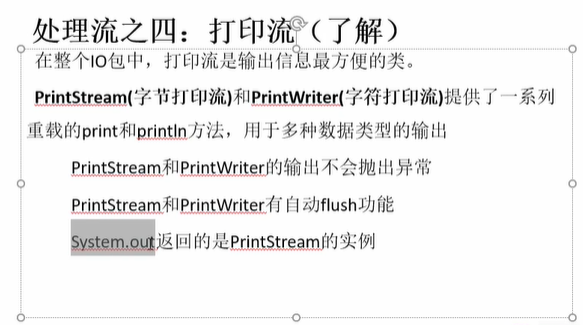 处理流之四：打印流（了解）
在整个IO包中，打印流是输出信息最方便的类。
PrintStream(字节打印流)和PrintWriter(字符打印流)提供了一系列
重载的print和println方法，用于多种数据类型的输出
PrintStream和PrintWriter的输出不会抛出异常
PrintStream和PrintWriter有自动flush功能
System.out返回的是PrintStream的实例